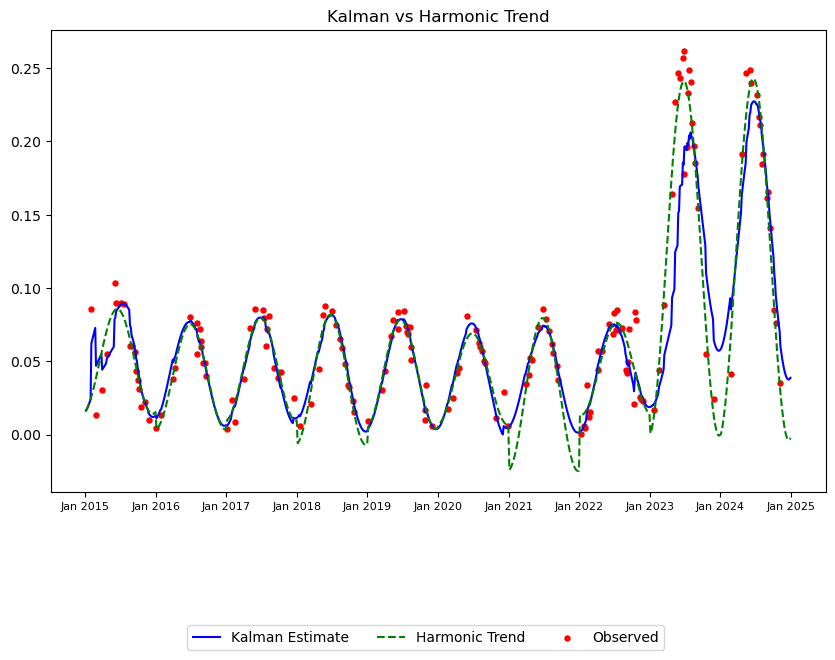 Kalman vs Harmonic Trend
0.25
0.20
0.15
0.10
0.05
0.00
Jan 2015 Jan 2016 Jan 2017 Jan 2018 Jan 2019 Jan 2020 Jan 2021 Jan 2022 Jan 2023 Jan 2024 Jan 2025
Kalman Estimate Harmonic Trend Observed